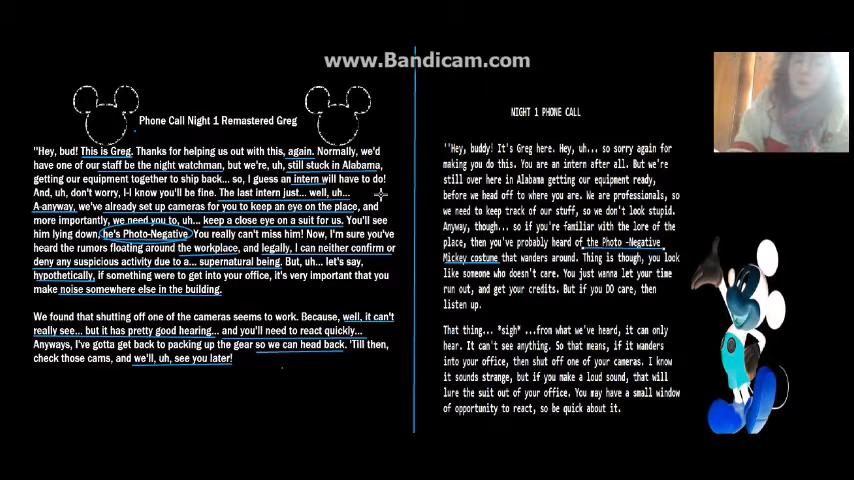 www.Bandicam.com
Phone Call Night 1 Remastered Greg
"Hey, bud! This is Greg. Thanks for helping us out with this, again. Normally, we'd
have one of our staff be the night watchman, but we're, uh, still stuck in Alabama,
getting our equipment together to ship back... so, I guess an intern will have to do!
And, uh, don't worry, I-I know you'll be fine. The last intern just... well, uh...
A-anyway, we've already set up cameras for you to keep an eye on the place, and
more importantly, we need you to, uh... keep a close eye on a suit for us. You'll see
him lying down, he's Photo-Negative. You really can't miss him! Now, I'm sure you've
heard the rumors floating around the workplace, and legally, I can neither confirm or
deny any suspicious activity due to a... supernatural being. But, uh... let's say,
hypothetically, if something were to get into your office, it's very important that you
make noise somewhere else in the building.
We found that shutting off one of the cameras seems to work. Because, well, it can't
really see... but it has pretty good hearing... and you'll need to react quickly...
Anyways, I've gotta get back to packing up the gear so we can head back. 'Till then,
check those cams, and we'll, uh, see you later!
NIGHT 1 PHONE CALL
''Hey, buddy! It's Greg here. Hey, uh... so sorry again for
making you do this. You are an intern after all. But we're
still over here in Alabama getting our equipment ready,
before we head off to where you are. We are professionals, so
we need to keep track of our stuff, so we don't look stupid.
Anyway, though... so if you're familiar with the lore of the
place, then you've probably heard of the Photo -Negative
Mickey costume that wanders around. Thing is though, you look
like someone who doesn't care. You just wanna let your time
run out, and get your credits. But if you DO care, then
listen up.
That thing... *sigh* ...from what we've heard, it can only
hear. It can't see anything. So that means, if it wanders
into your office, then shut off one of your cameras. I know
it sounds strange, but if you make a loud sound, that will
lure the suit out of your office. You may have a small window
of opportunity to react, so be quick about it.